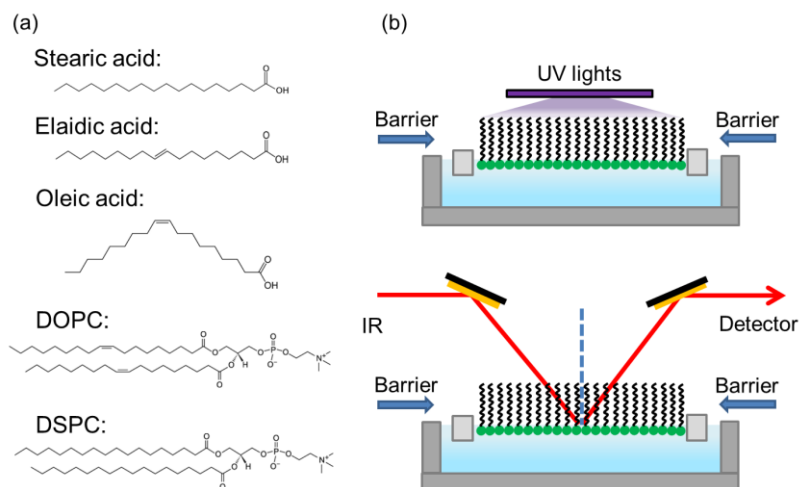 (a)
Stearic acid:
O
OH
Elaidic acid:
O
OH
Oleic acid:
O
OH
DOPC:
O
O
O
O
P
O
O⁻
N⁺
H
O
O
DSPC:
O
O
O
O
P
O
O⁻
N⁺
H
O
O
(b)
UV lights
Barrier
Barrier
IR
Detector
Barrier
Barrier